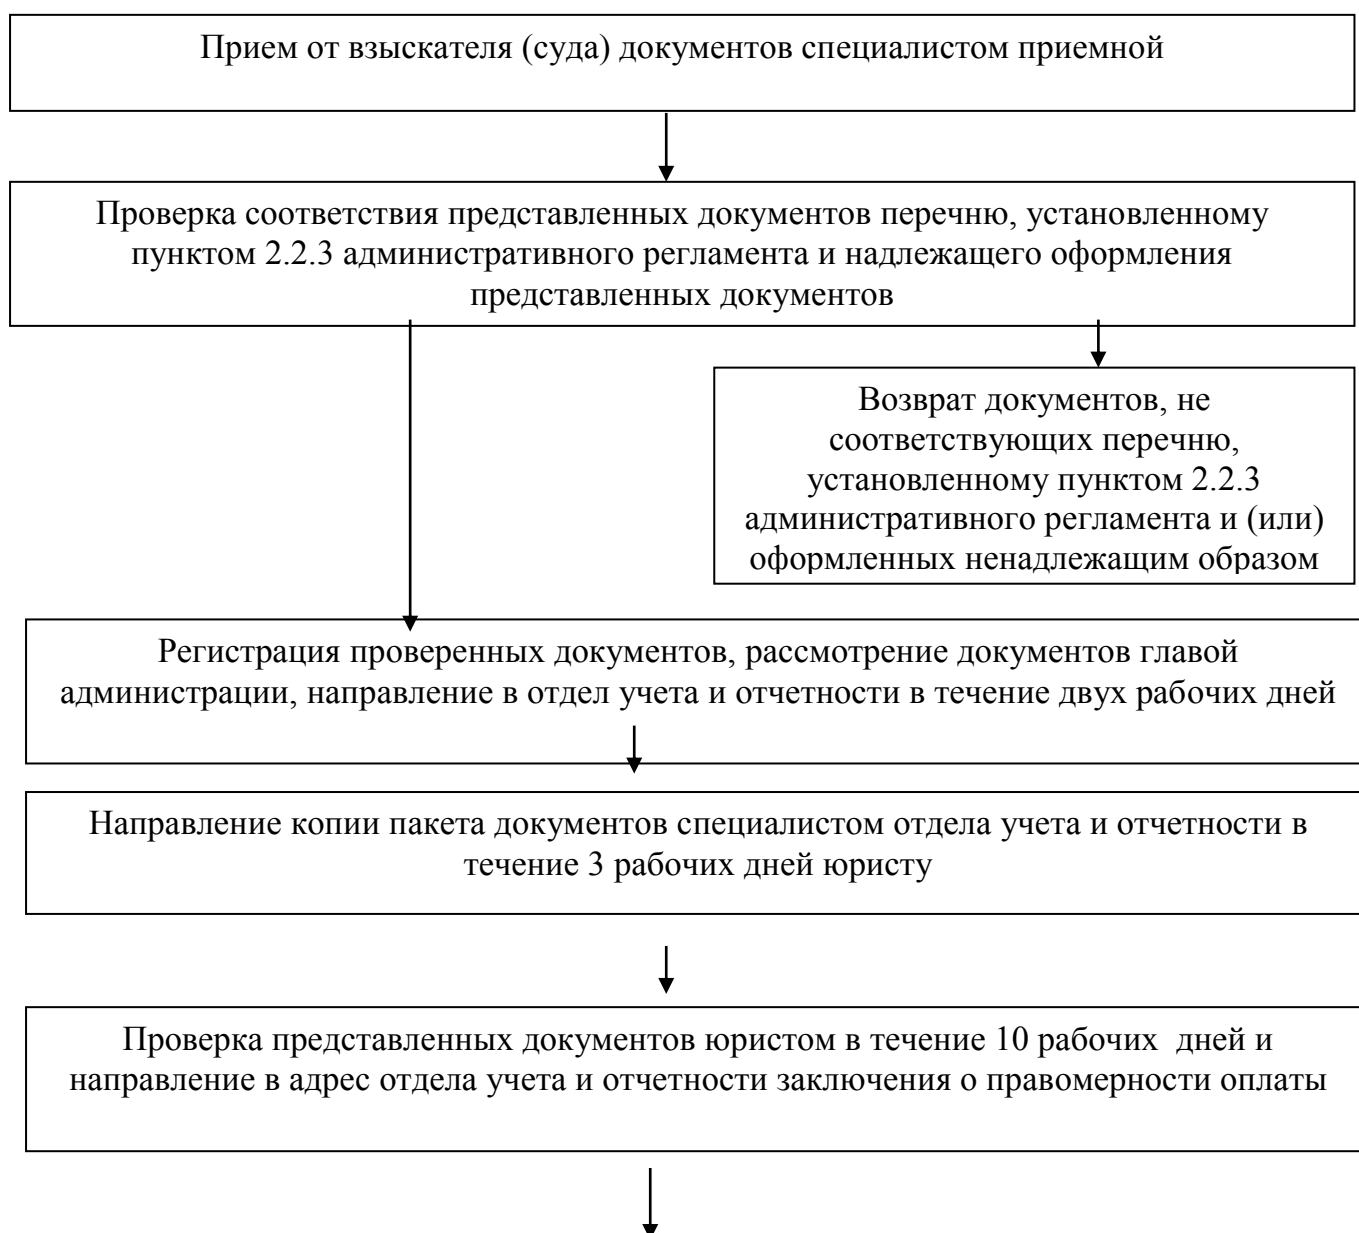 Прием от взыскателя (суда) документов специалистом приемной
Проверка соответствия представленных документов перечню, установленному
пунктом 2.2.3 административного регламента и надлежащего оформления
представленных документов
Возврат документов, не
соответствующих перечню,
установленному пунктом 2.2.3
административного регламента и (или)
оформленных ненадлежащим образом
Регистрация проверенных документов, рассмотрение документов главой
администрации, направление в отдел учета и отчетности в течение двух рабочих дней
Направление копии пакета документов специалистом отдела учета и отчетности в
течение 3 рабочих дней юристу
Проверка представленных документов юристом в течение 10 рабочих  дней и
направление в адрес отдела учета и отчетности заключения о правомерности оплаты